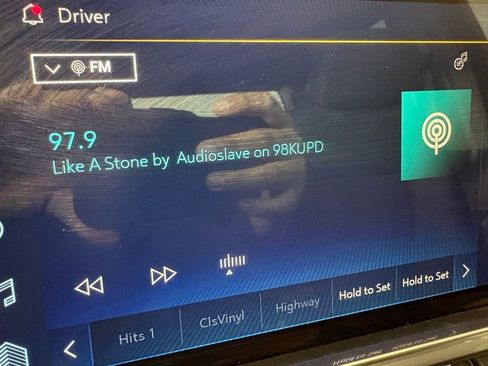 Driver
FM
97.9
Like A Stone by Audioslave on 98KUPD
Hits 1 ClsVinyl Highway Hold to Set Hold to Set